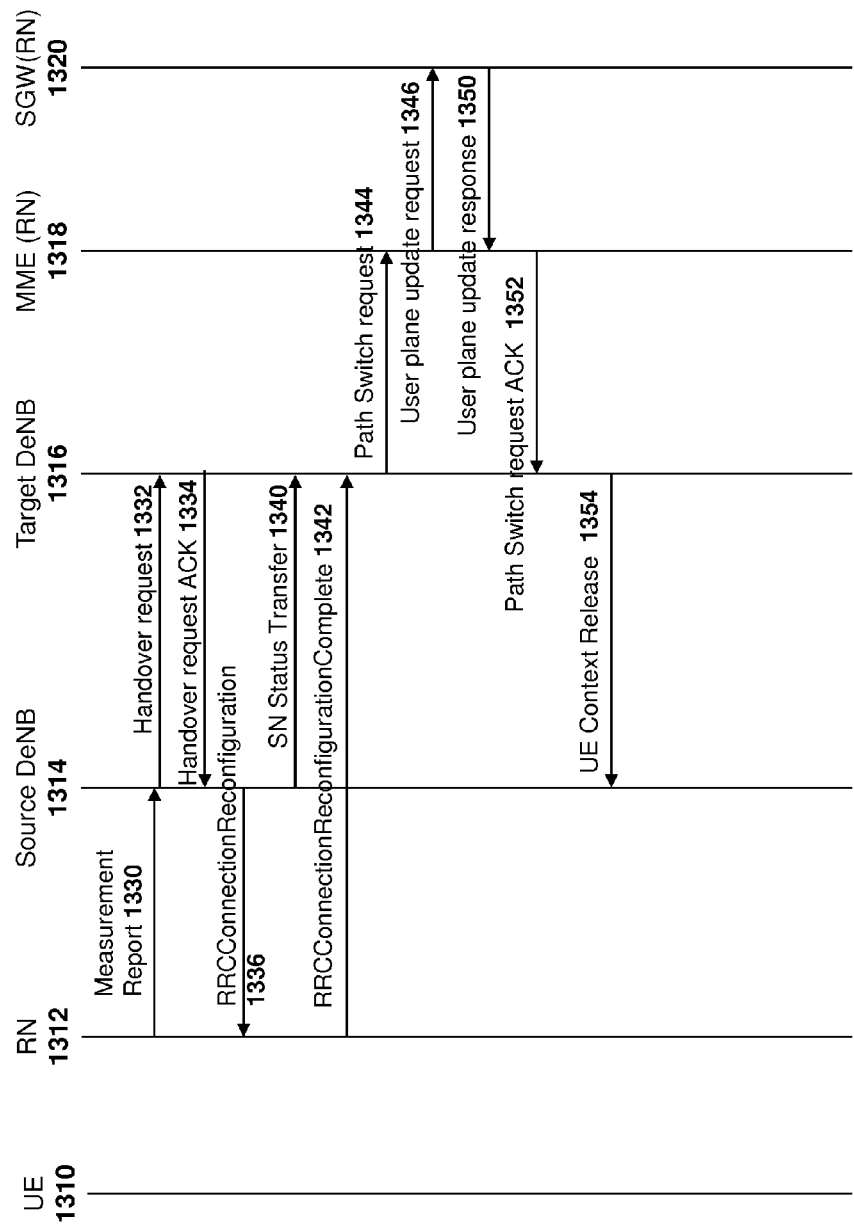 UE
1310
RN
1312
Source DeNB
1314
Target DeNB
1316
MME (RN)
1318
SGW(RN)
1320
Measurement
Report 1330
Handover request 1332
Handover request ACK 1334
RRCConnectionReconfiguration
1336
SN Status Transfer 1340
RRCConnectionReconfigurationComplete 1342
Path Switch request 1344
User plane update request 1346
User plane update response 1350
Path Switch request ACK 1352
UE Context Release 1354